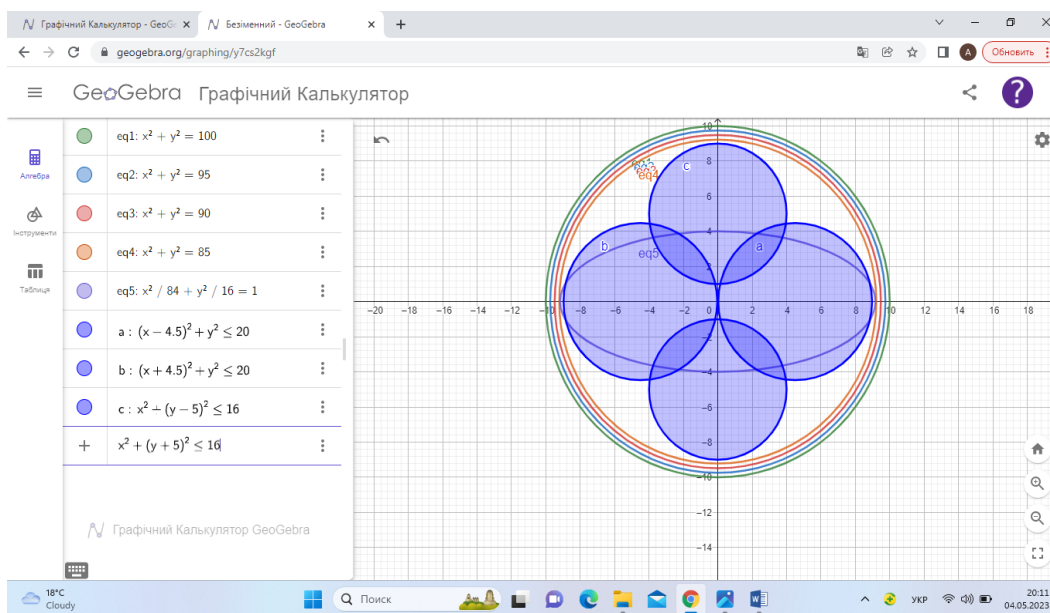 Графічний Калькулятор - GeoG
Безіменний - GeoGebra
geogebra.org/graphing/y7cs2kgf
A
Обновить
GeoGebra Графічний Калькулятор
?
Алгебра
Інструменти
Таблиця
eq1: x² + y² = 100
eq2: x² + y² = 95
eq3: x² + y² = 90
eq4: x² + y² = 85
eq5: x² / 84 + y² / 16 = 1
a : (x − 4.5)² + y² ≤ 20
b : (x + 4.5)² + y² ≤ 20
c : x² + (y − 5)² ≤ 16
x² + (y + 5)² ≤ 16
Графічний Калькулятор GeoGebra
10
8
6
4
2
−20 −18 −16 −14 −12 −10 −8 −6 −4 −2 0 2 4 6 8 10 12 14 16 18
−2
−4
−6
−8
−10
−12
−14
eq4
c
b
eq5
a
18°C
Cloudy
Поиск
УКР
20:11
04.05.2023